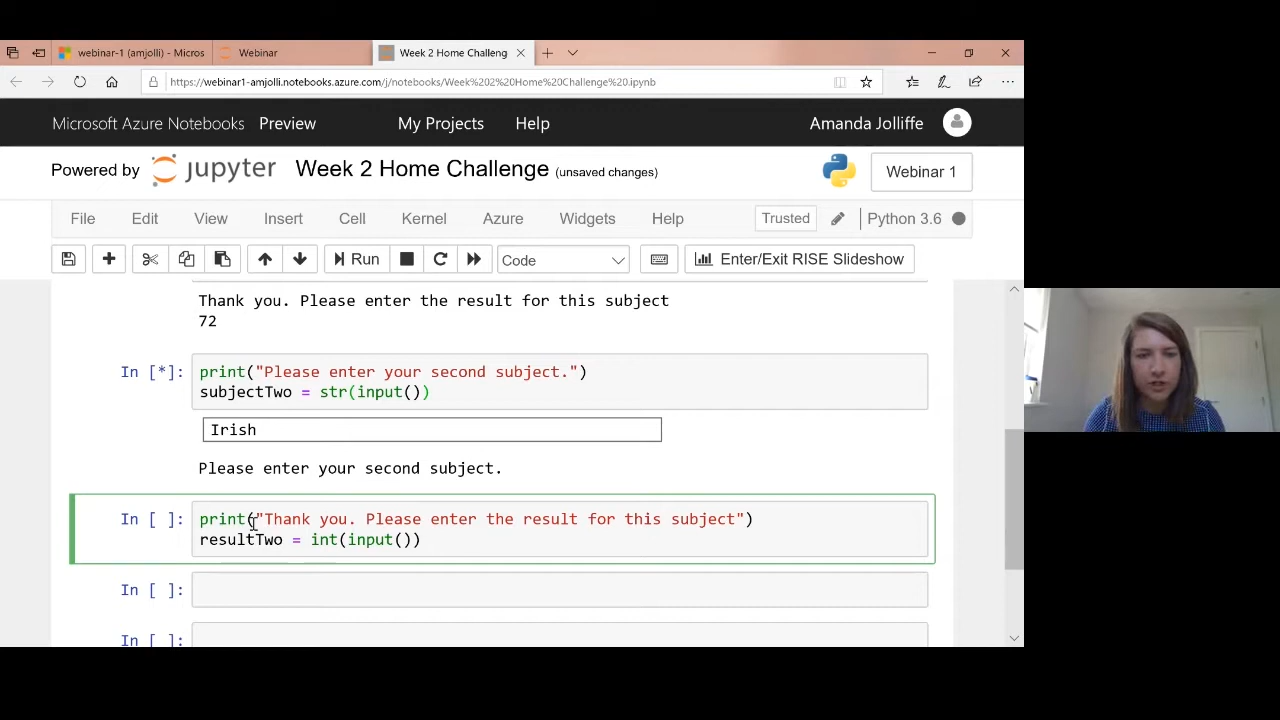 webinar-1 (amjolli) - Micros
Webinar
Week 2 Home Challeng
https://webinar1-amjolli.notebooks.azure.com/j/notebooks/Week%202%20Home%20Challenge%20.ipynb
Microsoft Azure Notebooks Preview My Projects Help Amanda Jolliffe
Powered by jupyter Week 2 Home Challenge (unsaved changes) Webinar 1
File Edit View Insert Cell Kernel Azure Widgets Help Trusted Python 3.6
Run Code Enter/Exit RISE Slideshow
Thank you. Please enter the result for this subject
72
In [*]: print("Please enter your second subject.")
subjectTwo = str(input())
Irish
Please enter your second subject.
In [ ]: print("Thank you. Please enter the result for this subject")
resultTwo = int(input())
In [ ]:
In [ ]: